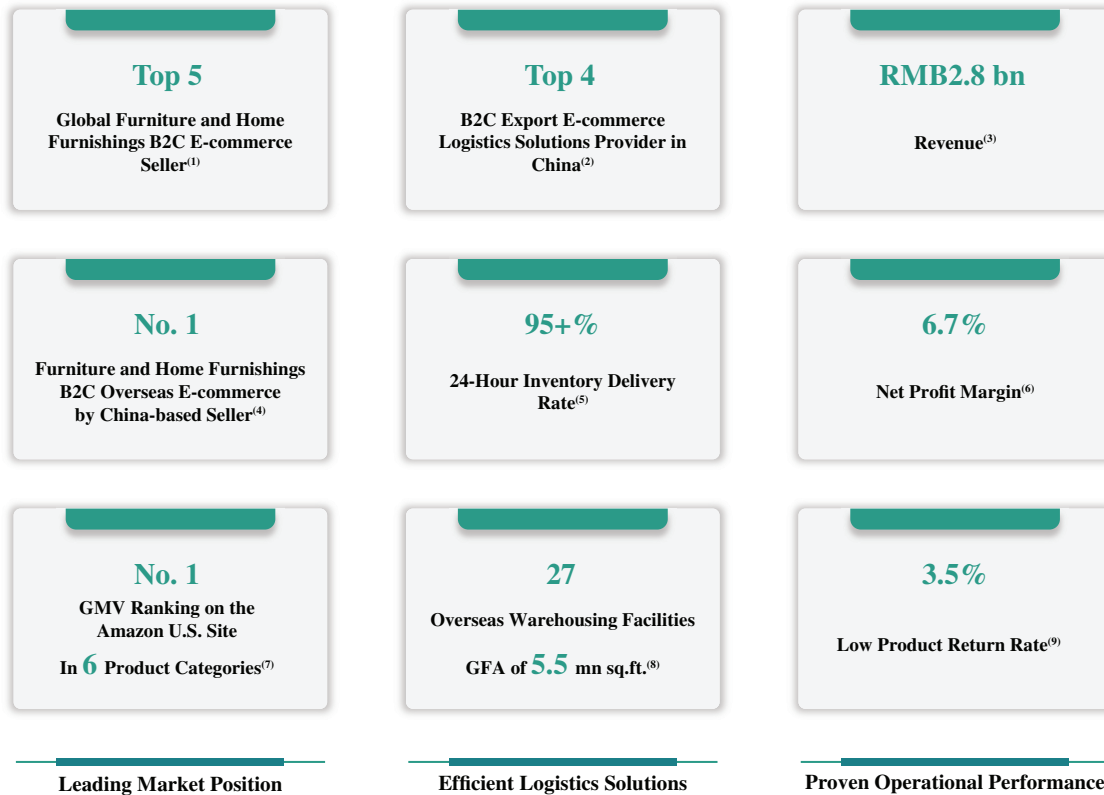 Top 5
Global Furniture and Home
Furnishings B2C E-commerce
Seller(1)
Top 4
B2C Export E-commerce
Logistics Solutions Provider in
China(2)
RMB2.8 bn
Revenue(3)
No. 1
Furniture and Home Furnishings
B2C Overseas E-commerce
by China-based Seller(4)
95+%
24-Hour Inventory Delivery
Rate(5)
6.7%
Net Profit Margin(6)
No. 1
GMV Ranking on the
Amazon U.S. Site
In 6 Product Categories(7)
27
Overseas Warehousing Facilities
GFA of 5.5 mn sq.ft.(8)
3.5%
Low Product Return Rate(9)
Leading Market Position
Efficient Logistics Solutions
Proven Operational Performance